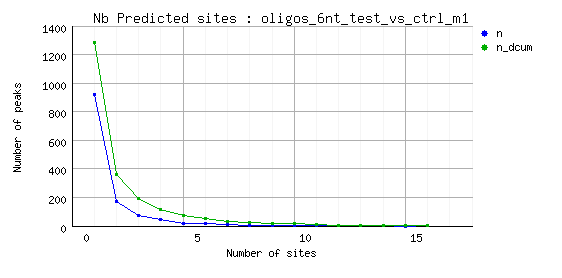 Nb Predicted sites : oligos_6nt_test_vs_ctrl_m1
n
n_dcum
Number of peaks
1400
1200
1000
800
600
400
200
0
0 5 10 15
Number of sites